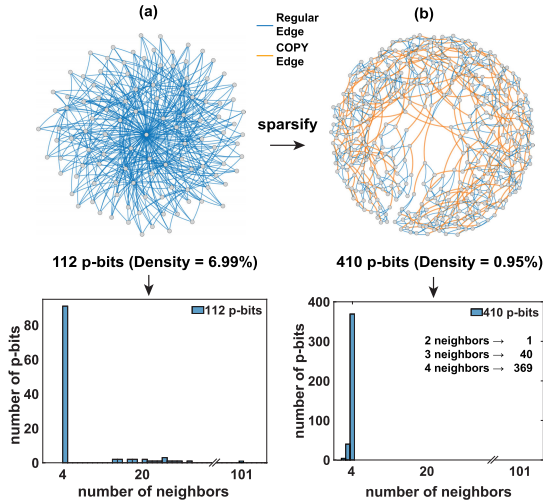 (a)
Regular
Edge
COPY
Edge
(b)
sparsify
112 p-bits (Density = 6.99%)
410 p-bits (Density = 0.95%)
number of p-bits
80
60
40
20
0
112 p-bits
4
20
101
number of neighbors
number of p-bits
400
300
200
100
0
410 p-bits
2 neighbors → 1
3 neighbors → 40
4 neighbors → 369
4
20
101
number of neighbors